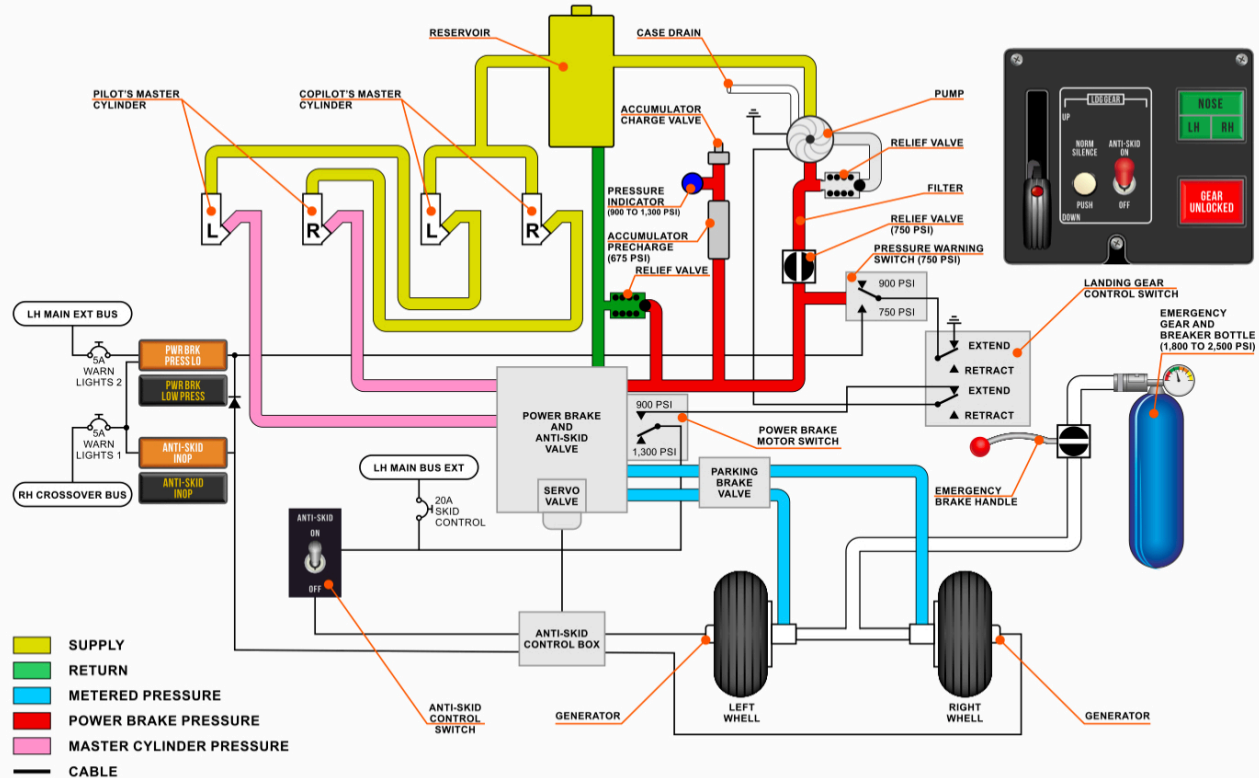 RESERVOIR
CASE DRAIN
PILOT'S MASTER
CYLINDER
COPILOT'S MASTER
CYLINDER
ACCUMULATOR
CHARGE VALVE
PUMP
RELIEF VALVE
PRESSURE
INDICATOR
(900 TO 1,300 PSI)
FILTER
ACCUMULATOR
PRECHARGE
(675 PSI)
RELIEF VALVE
(750 PSI)
RELIEF VALVE
PRESSURE WARNING
SWITCH (750 PSI)
L
R
L
R
900 PSI
750 PSI
LDG GEAR
UP
NORM
SILENCE
ANTI-SKID
ON
PUSH
OFF
DOWN
NOSE
LH
RH
GEAR
UNLOCKED
LANDING GEAR
CONTROL SWITCH
EMERGENCY
GEAR AND
BREAKER BOTTLE
(1,800 TO 2,500 PSI)
EXTEND
RETRACT
EXTEND
RETRACT
LH MAIN EXT BUS
5A
WARN
LIGHTS 2
PWR BRK
PRESS LO
PWR BRK
LOW PRESS
5A
WARN
LIGHTS 1
ANTI-SKID
INOP
ANTI-SKID
INOP
RH CROSSOVER BUS
POWER BRAKE
AND
ANTI-SKID
VALVE
SERVO
VALVE
900 PSI
1,300 PSI
POWER BRAKE
MOTOR SWITCH
LH MAIN BUS EXT
20A
SKID
CONTROL
PARKING
BRAKE
VALVE
EMERGENCY
BRAKE HANDLE
ANTI-SKID
ON
OFF
ANTI-SKID
CONTROL BOX
ANTI-SKID
CONTROL
SWITCH
GENERATOR
LEFT
WHELL
RIGHT
WHELL
GENERATOR
SUPPLY
RETURN
METERED PRESSURE
POWER BRAKE PRESSURE
MASTER CYLINDER PRESSURE
CABLE